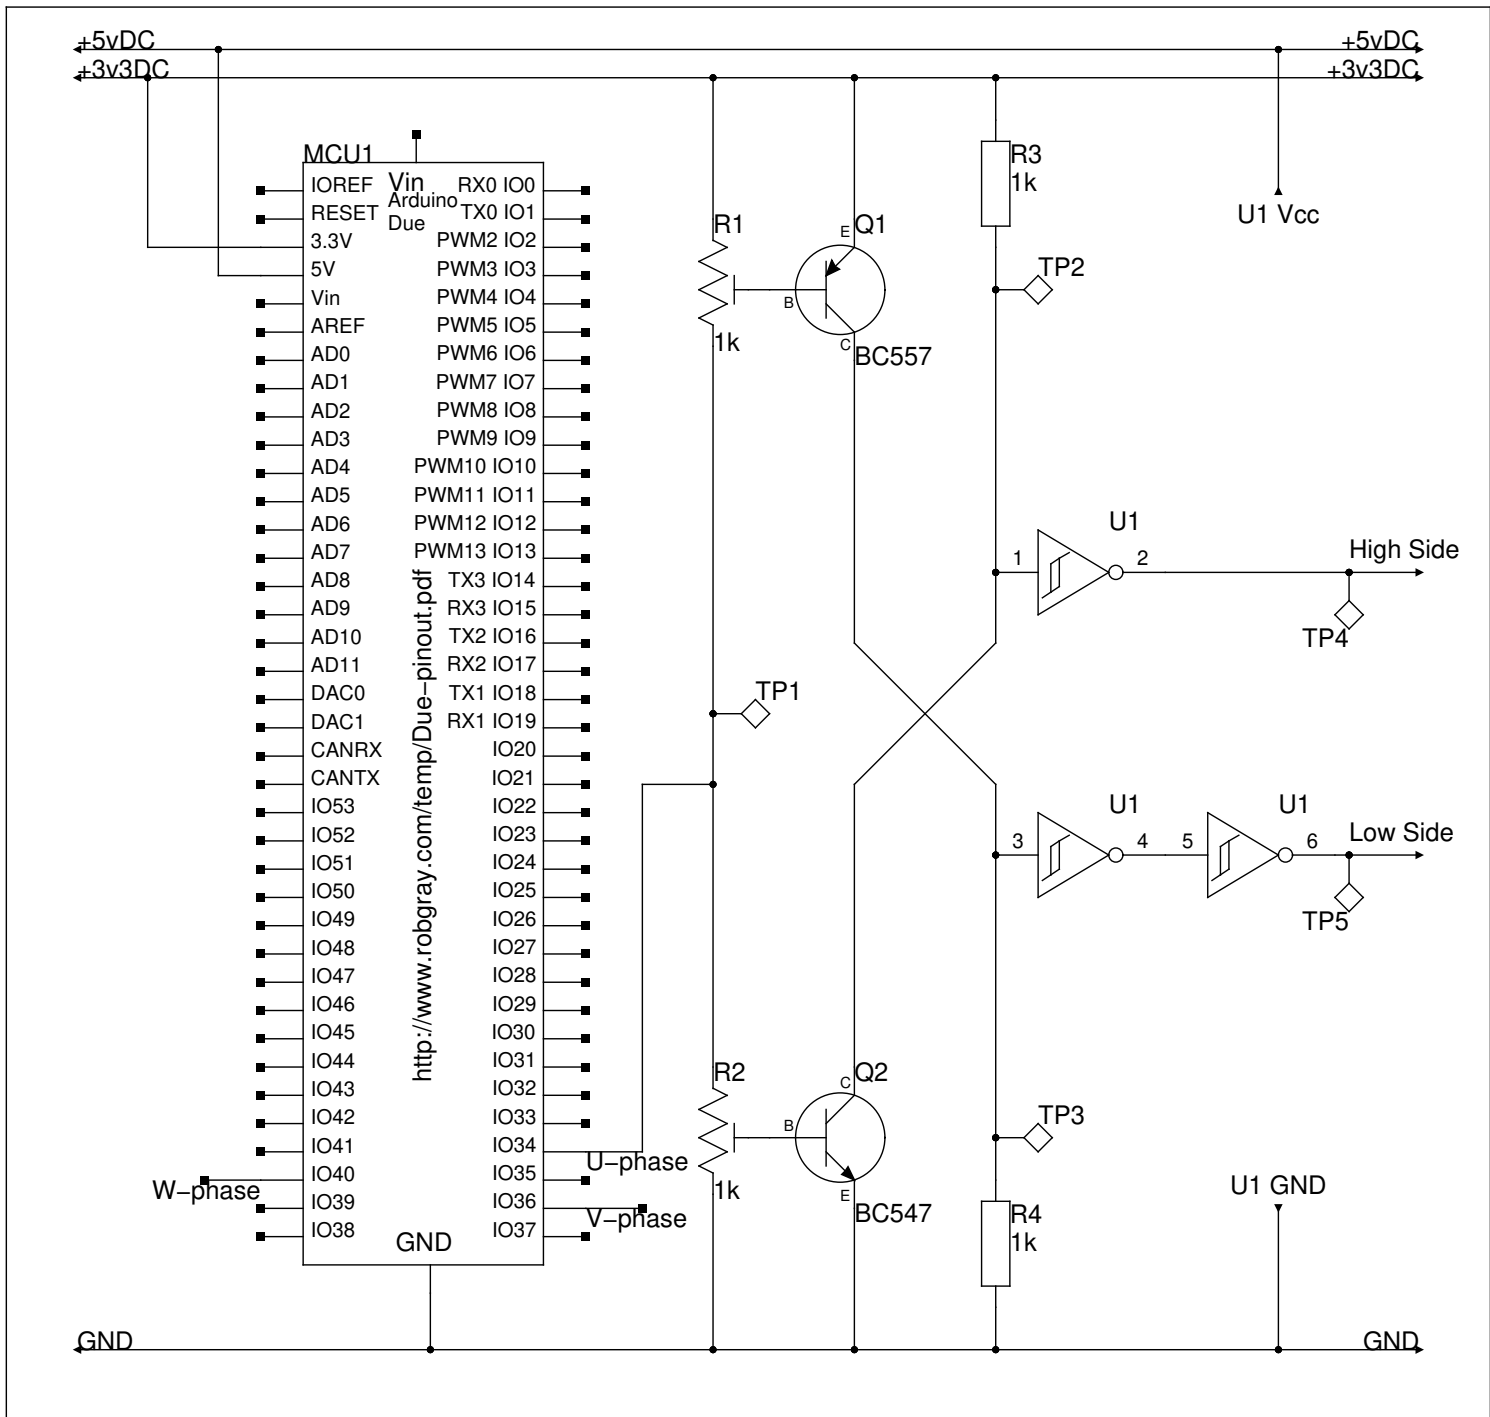 +5vDC +5vDC
+3v3DC +3v3DC
MCU1
Vin
Arduino
Due
IOREF RX0 IO0
RESET TX0 IO1
3.3V PWM2 IO2
5V PWM3 IO3
Vin PWM4 IO4
AREF PWM5 IO5
AD0 PWM6 IO6
AD1 PWM7 IO7
AD2 PWM8 IO8
AD3 PWM9 IO9
AD4 PWM10 IO10
AD5 PWM11 IO11
AD6 PWM12 IO12
AD7 PWM13 IO13
AD8 TX3 IO14
AD9 RX3 IO15
AD10 TX2 IO16
AD11 RX2 IO17
DAC0 TX1 IO18
DAC1 RX1 IO19
CANRX IO20
CANTX IO21
IO53 IO22
IO52 IO23
IO51 IO24
IO50 IO25
IO49 IO26
IO48 IO27
IO47 IO28
IO46 IO29
IO45 IO30
IO44 IO31
IO43 IO32
IO42 IO33
IO41 IO34
IO40 IO35
IO39 IO36
IO38 IO37
GND
http://www.robgray.com/temp/Due-pinout.pdf
U-phase
W-phase
V-phase
R1
1k
E
Q1
B
C
BC557
R3
1k
TP2
U1 Vcc
U1
1 2
High Side
TP4
TP1
U1 U1
3 4 5 6
Low Side
TP5
R2
1k
C
Q2
B
E
BC547
TP3
R4
1k
U1 GND
GND GND